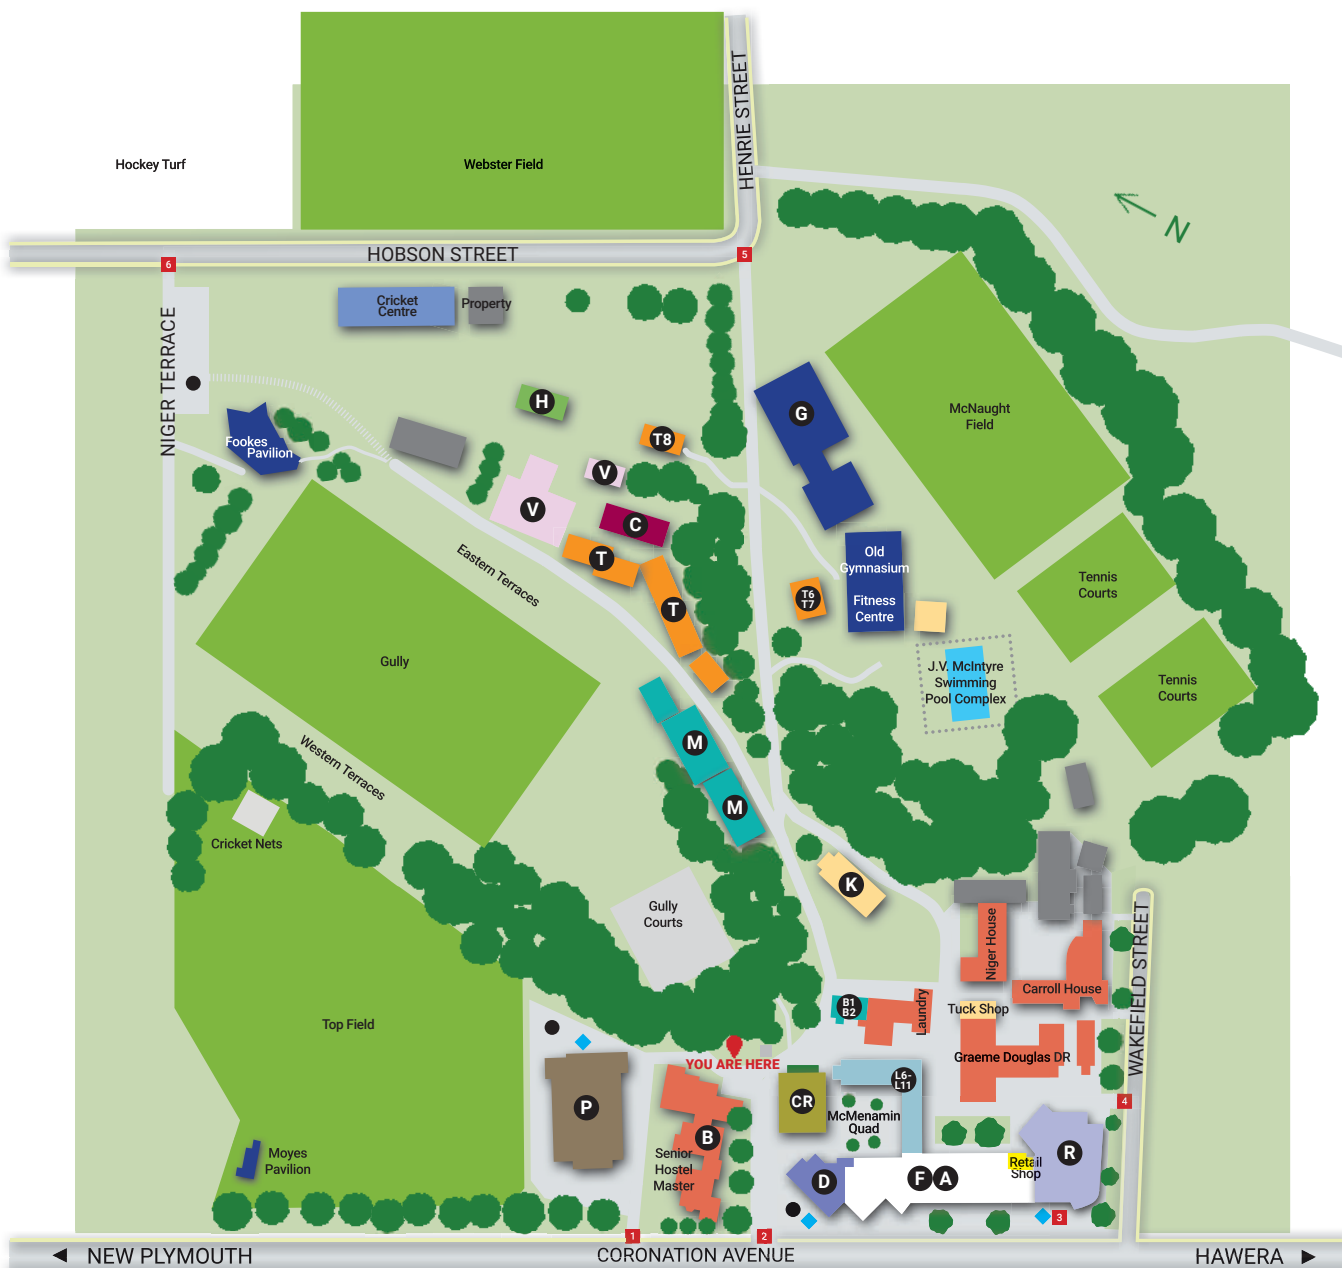 HENRIE STREET
Hockey Turf
Webster Field
N
HOBSON STREET
5
6
Cricket
Centre
Property
NIGER TERRACE
H
G
McNaught
Field
T8
Fookes
Pavilion
V
V
C
T
Old
Gymnasium
Fitness
Centre
Eastern Terraces
T6
T7
T
Tennis
Courts
Gully
J.V. McIntyre
Swimming
Pool Complex
Tennis
Courts
M
Western Terraces
M
Cricket Nets
K
Gully
Courts
Niger House
WAKEFIELD STREET
Carroll House
B1
B2
Laundry
Tuck Shop
Top Field
Graeme Douglas DR
YOU ARE HERE
L6-
L11
CR
P
4
McMenamin
Quad
B
Moyes
Pavilion
Senior
Hostel
Master
R
Retail
Shop
D
F
A
3
1
2
NEW PLYMOUTH
CORONATION AVENUE
HAWERA